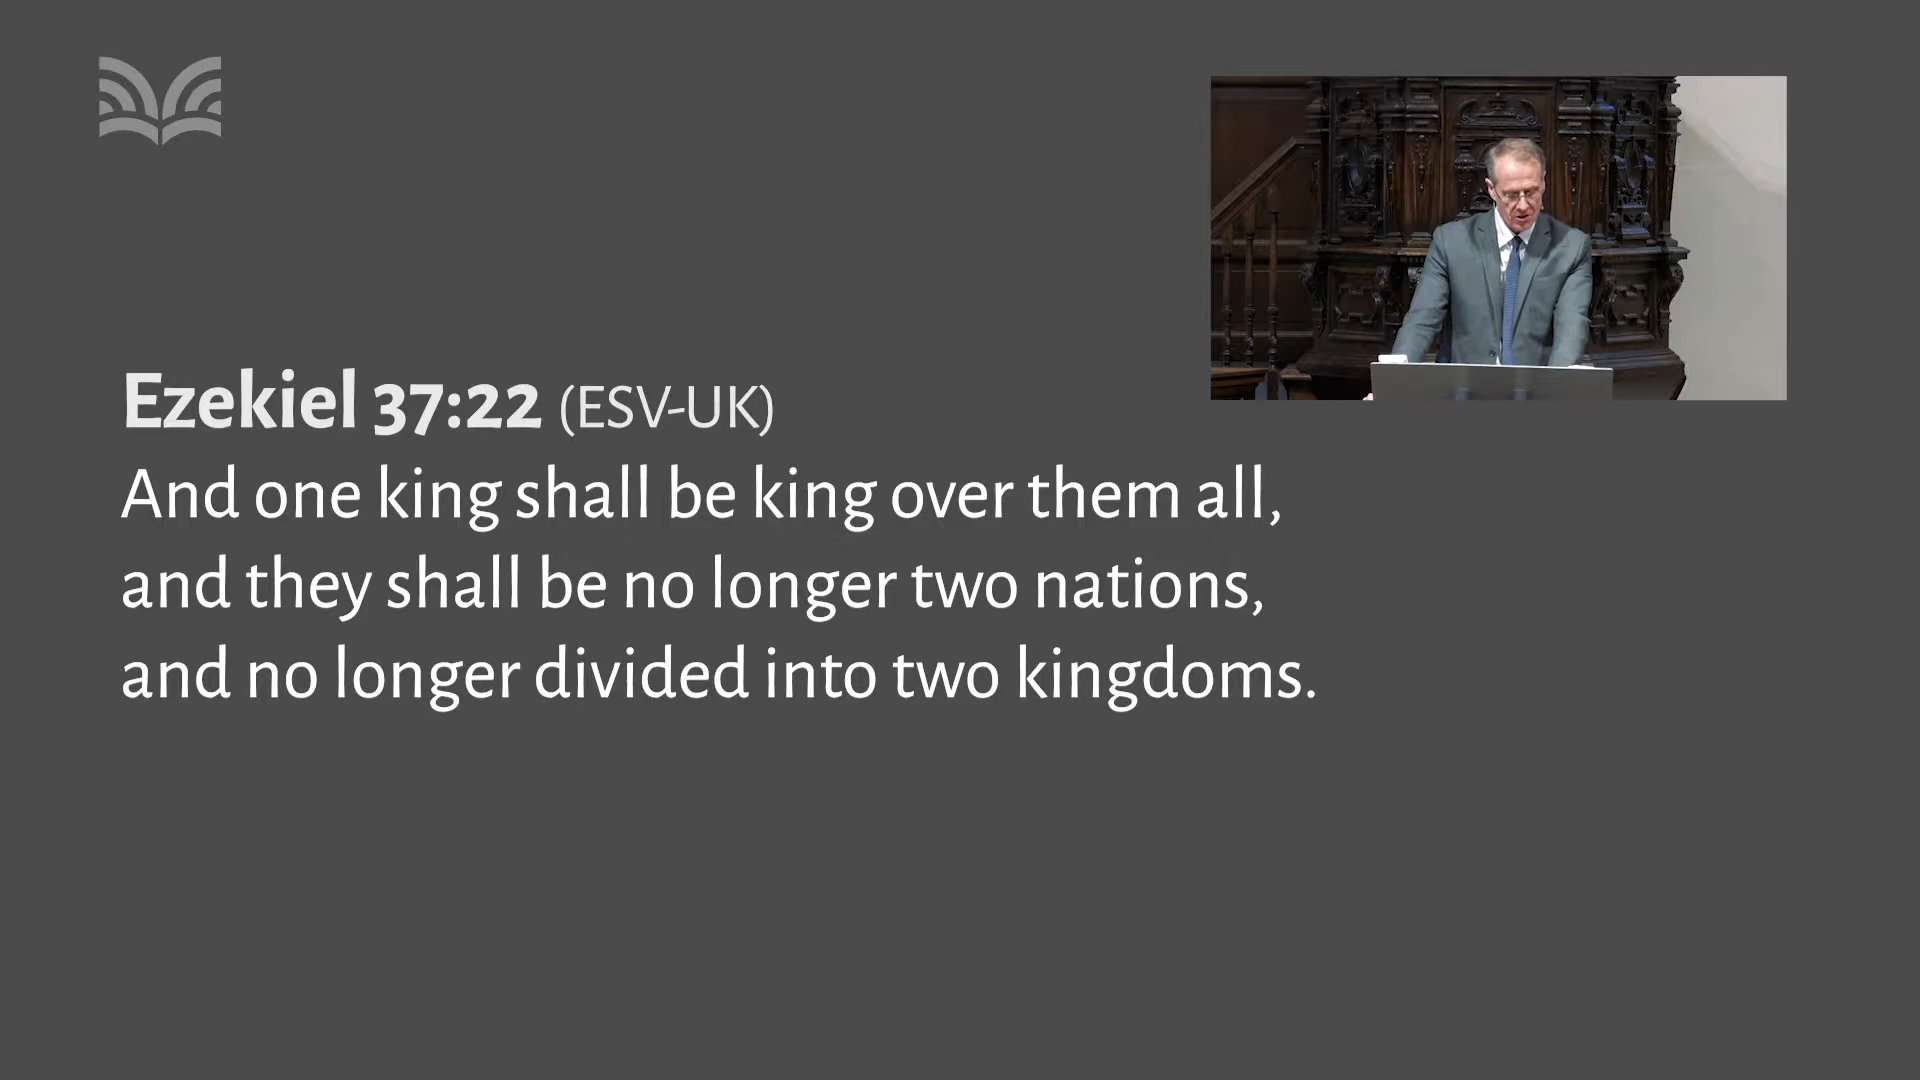 Ezekiel 37:22 (ESV-UK)
And one king shall be king over them all,
and they shall be no longer two nations,
and no longer divided into two kingdoms.